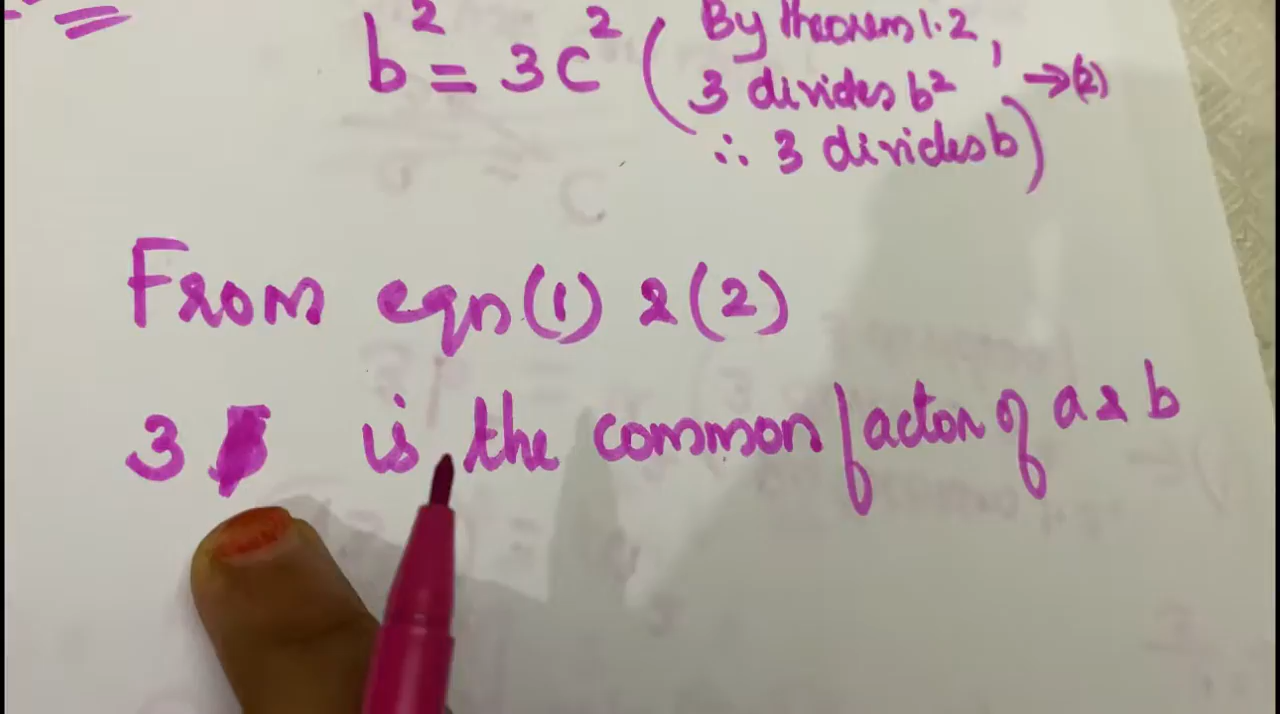 b² = 3c² ( By theorem 1.2,
3 divides b² → (2)
∴ 3 divides b)
From eqn (1) & (2)
3 is the common factor of a & b